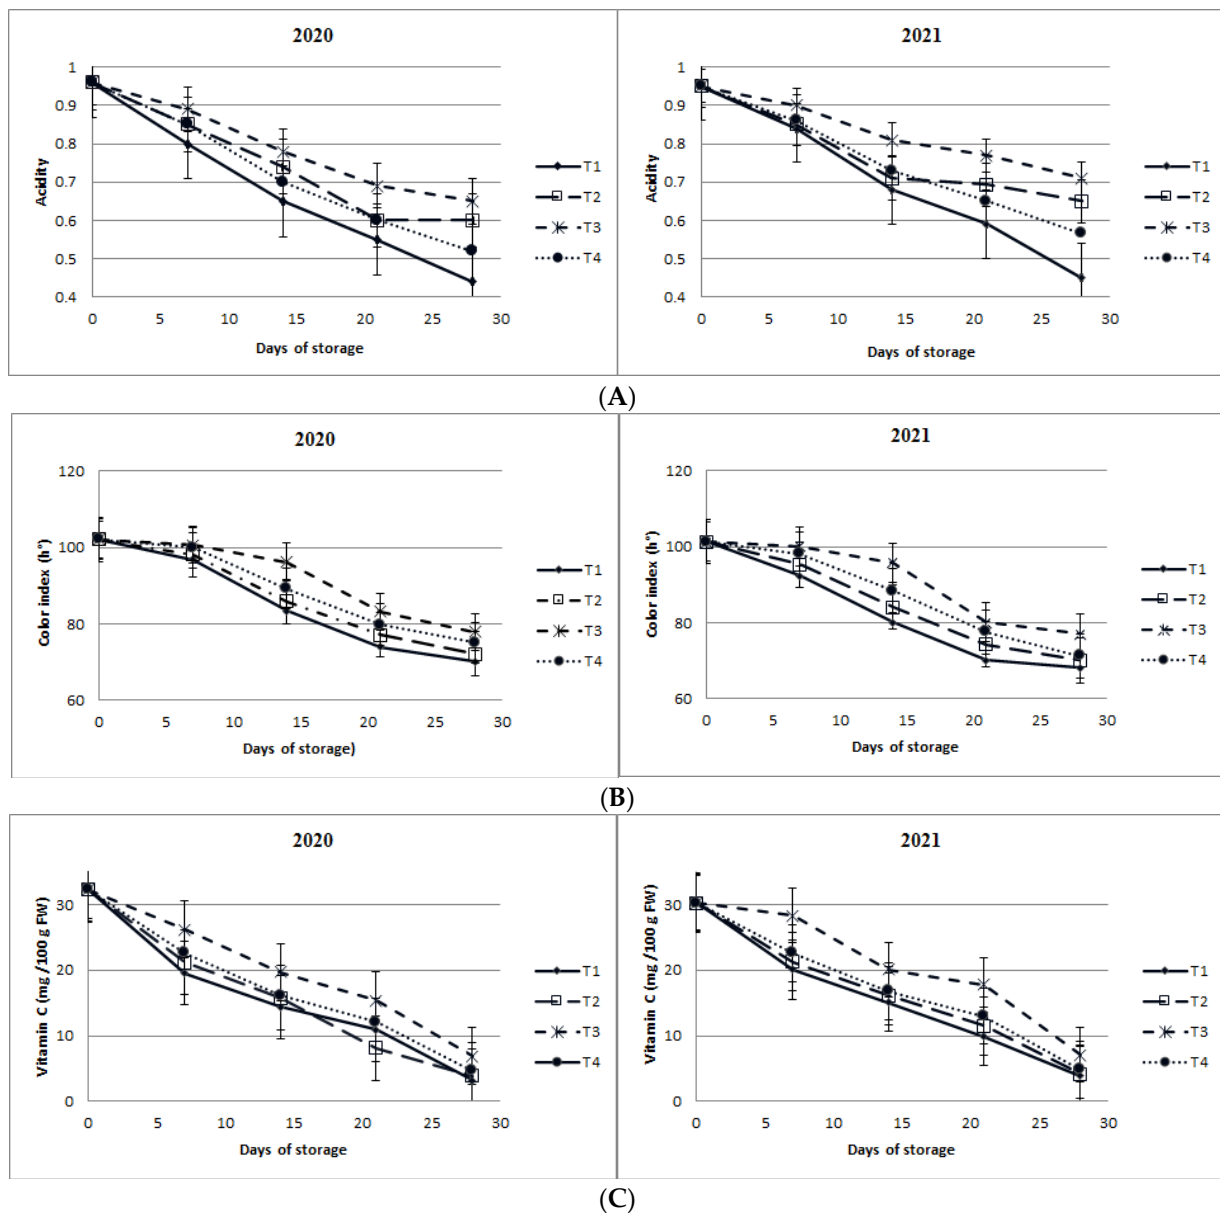 2020
1
0.9
0.8
0.7
0.6
0.5
0.4
Acidity
0 5 10 15 20 25 30
Days of storage
T1
T2
T3
T4
2021
1
0.9
0.8
0.7
0.6
0.5
0.4
Acidity
0 5 10 15 20 25 30
Days of storage
T1
T2
T3
T4
(A)
2020
120
100
80
60
Color index (h°)
0 5 10 15 20 25 30
Days of storage)
T1
T2
T3
T4
2021
120
100
80
60
Color index (h°)
0 5 10 15 20 25 30
Days of storage
T1
T2
T3
T4
(B)
2020
30
20
10
0
Vitamin C (mg /100 g FW)
0 5 10 15 20 25 30
Days of storage
T1
T2
T3
T4
2021
30
20
10
0
Vitamin C (mg /100 g FW)
0 5 10 15 20 25 30
Days of storage
T1
T2
T3
T4
(C)